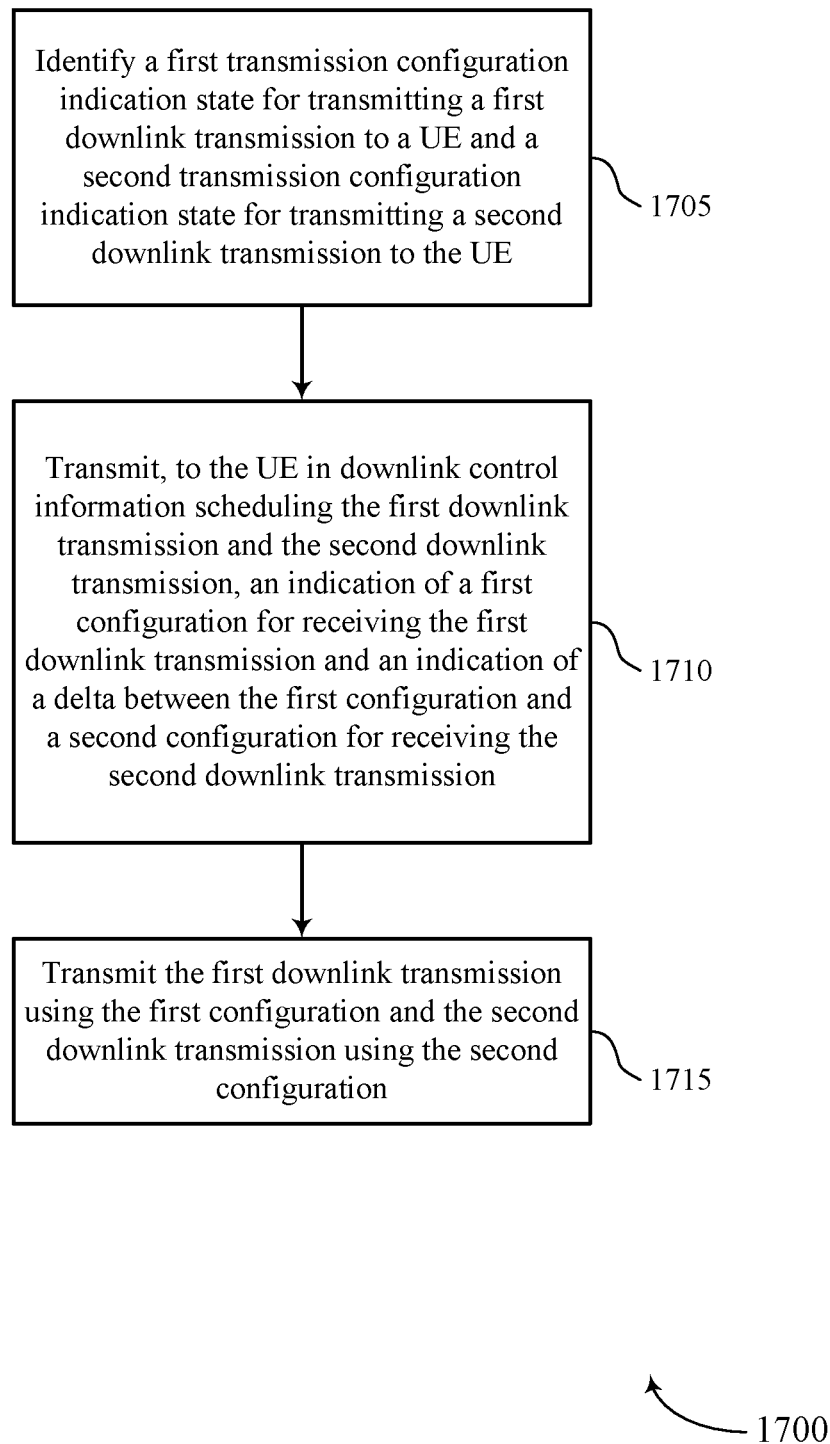 Identify a first transmission configuration
indication state for transmitting a first
downlink transmission to a UE and a
second transmission configuration
indication state for transmitting a second
downlink transmission to the UE
1705
Transmit, to the UE in downlink control
information scheduling the first downlink
transmission and the second downlink
transmission, an indication of a first
configuration for receiving the first
downlink transmission and an indication of
a delta between the first configuration and
a second configuration for receiving the
second downlink transmission
1710
Transmit the first downlink transmission
using the first configuration and the second
downlink transmission using the second
configuration
1715
1700